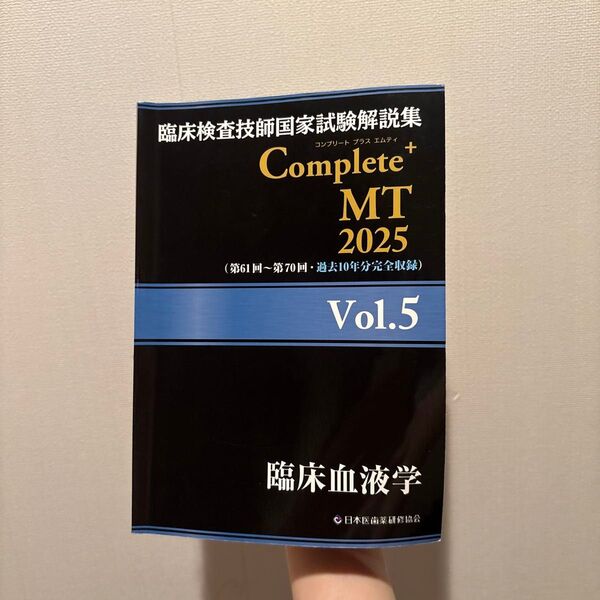 臨床検査技師国家試験解説集
コンプリート プラス エムティ
Complete+
MT
2025
(第61回～第70回・過去10年分完全収録)
Vol.5
臨床血液学
日本医歯薬研修協会